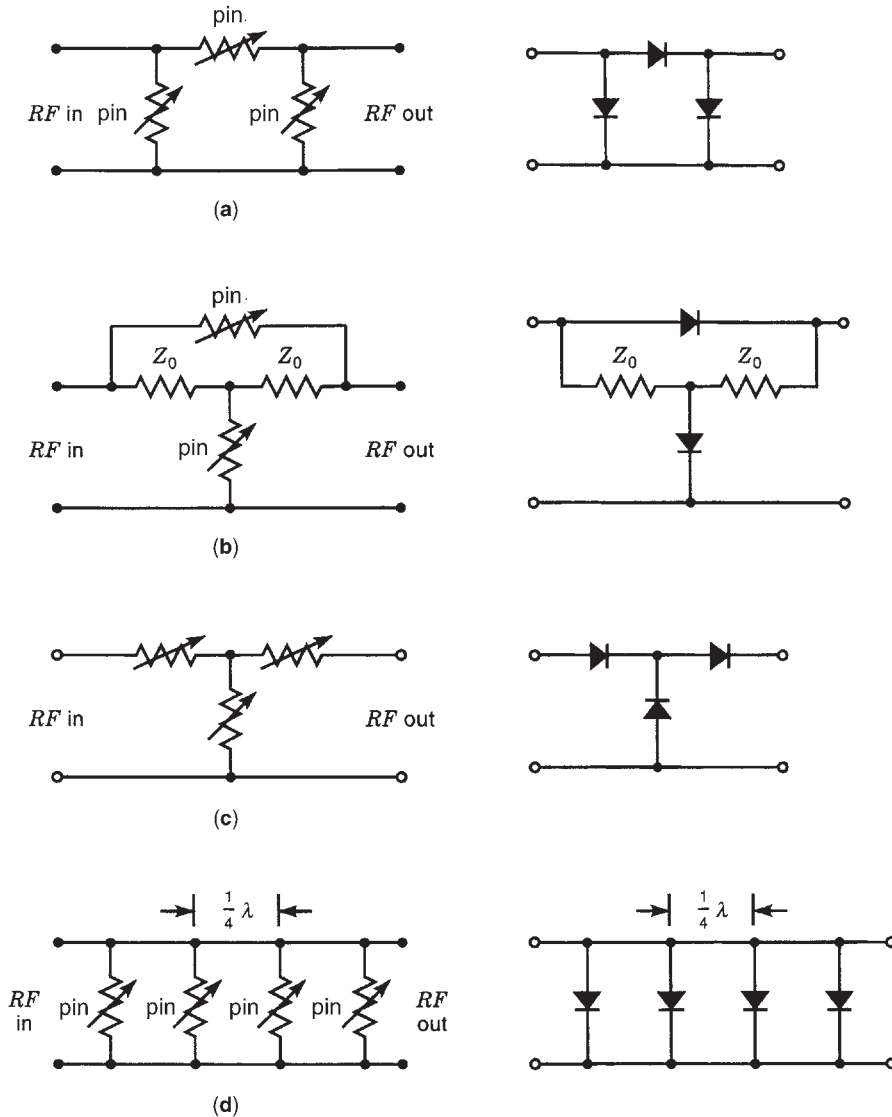 pin.
RF in pin pin RF out
(a)
pin.
Z0 Z0 Z0 Z0
RF in pin RF out
(b)
RF in RF out
(c)
1/4 λ 1/4 λ
RF in pin pin pin pin RF out
(d)